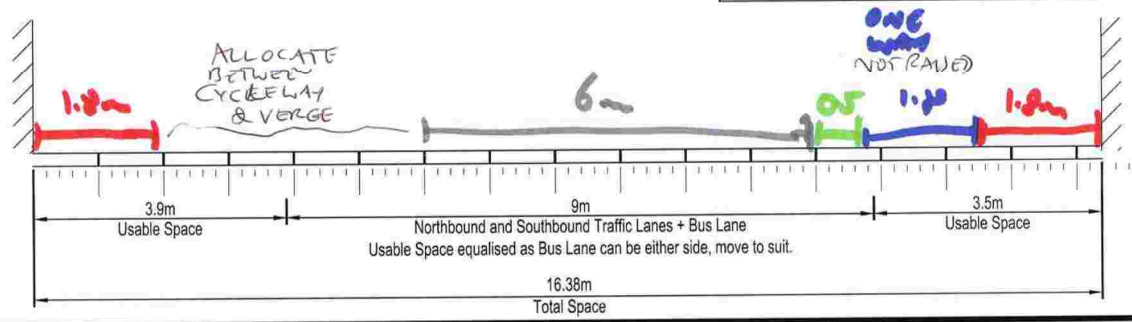 ONE
WAY
NOT RAISED
ALLOCATE
BETWEEN
CYCLEWAY
& VERGE
1.8m
6m
0.5
1.8m
3.9m
Usable Space
9m
Northbound and Southbound Traffic Lanes + Bus Lane
Usable Space equalised as Bus Lane can be either side, move to suit.
3.5m
Usable Space
16.38m
Total Space